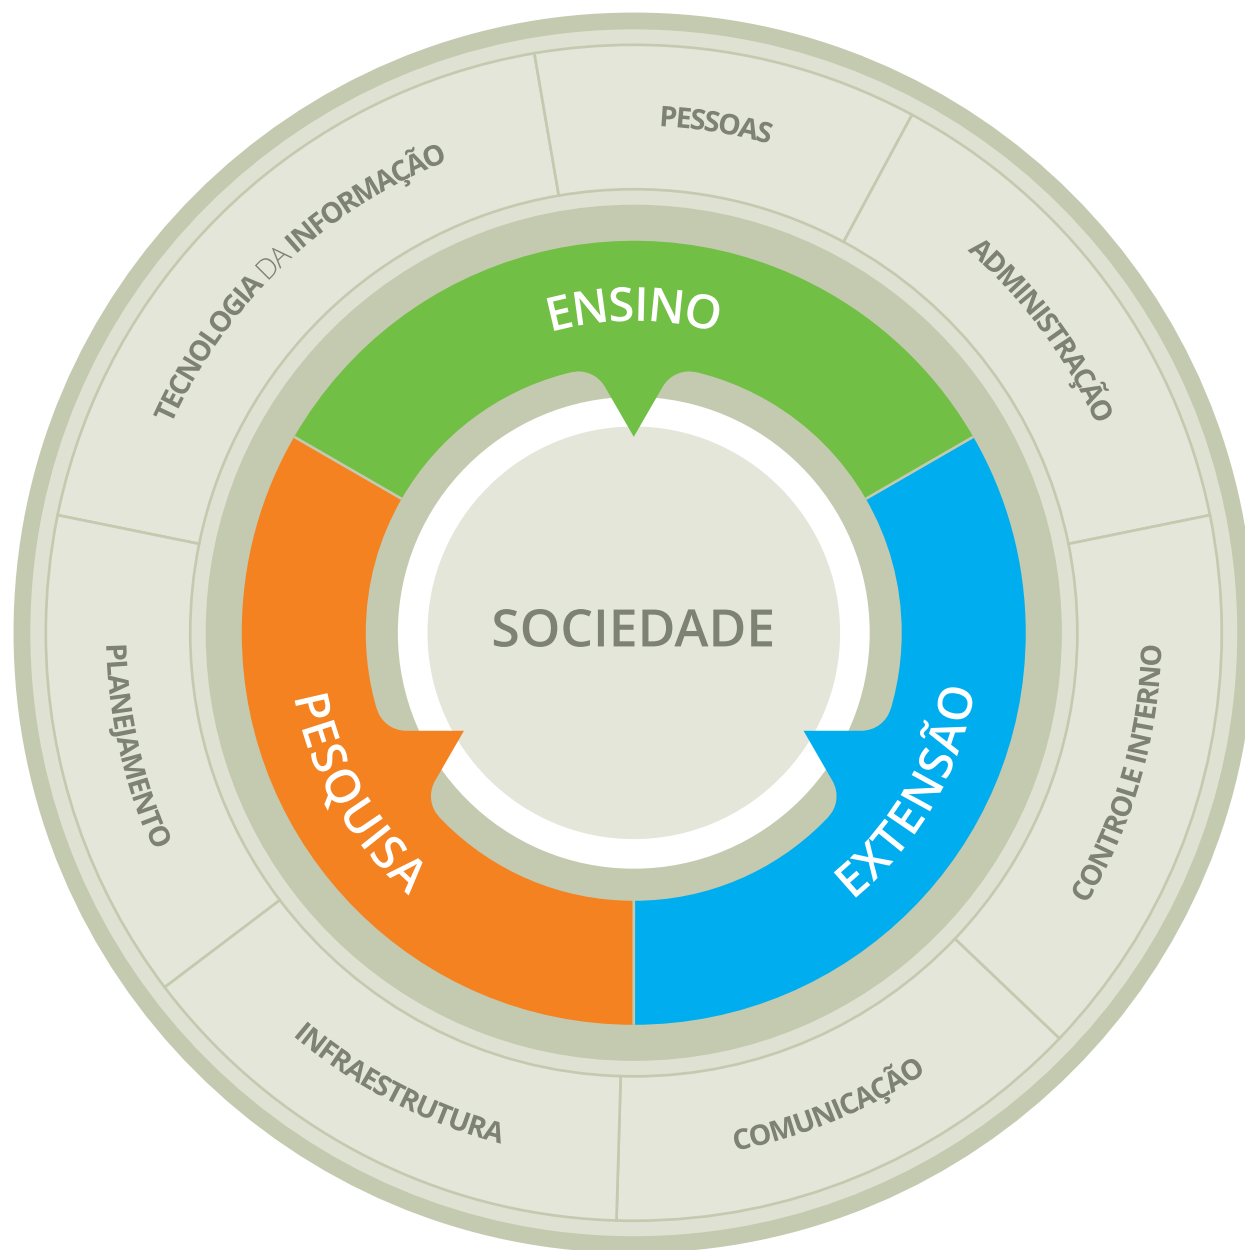 PESSOAS
ADMINISTRAÇÃO
CONTROLE INTERNO
COMUNICAÇÃO
INFRAESTRUTURA
PLANEJAMENTO
TECNOLOGIA DA INFORMAÇÃO
ENSINO
EXTENSÃO
PESQUISA
SOCIEDADE